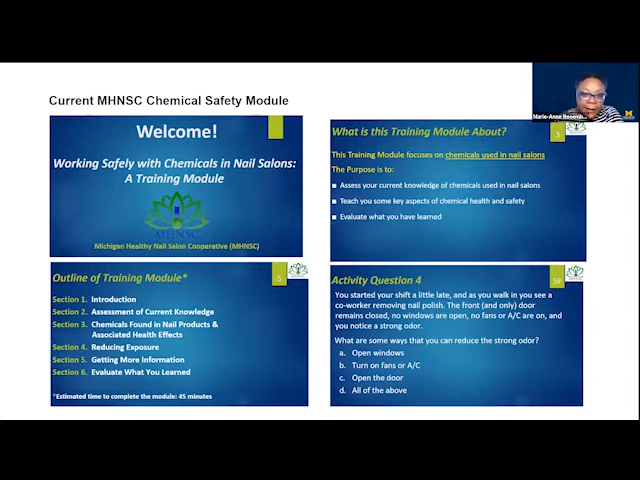 Current MHNSC Chemical Safety Module
Welcome!
Working Safely with Chemicals in Nail Salons:
A Training Module
MHNSC
Michigan Healthy Nail Salon Cooperative (MHNSC)
What is this Training Module About?
3
This Training Module focuses on chemicals used in nail salons
The Purpose is to:
■ Assess your current knowledge of chemicals used in nail salons
■ Teach you some key aspects of chemical health and safety
■ Evaluate what you have learned
Outline of Training Module*
5
Section 1. Introduction
Section 2. Assessment of Current Knowledge
Section 3. Chemicals Found in Nail Products &
Associated Health Effects
Section 4. Reducing Exposure
Section 5. Getting More Information
Section 6. Evaluate What You Learned
*Estimated time to complete the module: 45 minutes
Activity Question 4
59
You started your shift a little late, and as you walk in you see a
co-worker removing nail polish. The front (and only) door
remains closed, no windows are open, no fans or A/C are on, and
you notice a strong odor.
What are some ways that you can reduce the strong odor?
a. Open windows
b. Turn on fans or A/C
c. Open the door
d. All of the above
Marie-Anne Rosemb...
M